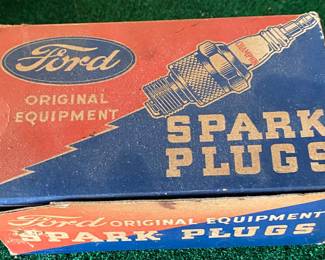 Ford
ORIGINAL
EQUIPMENT
SPARK
PLUGS
Ford ORIGINAL EQUIPMENT
SPARK PLUGS